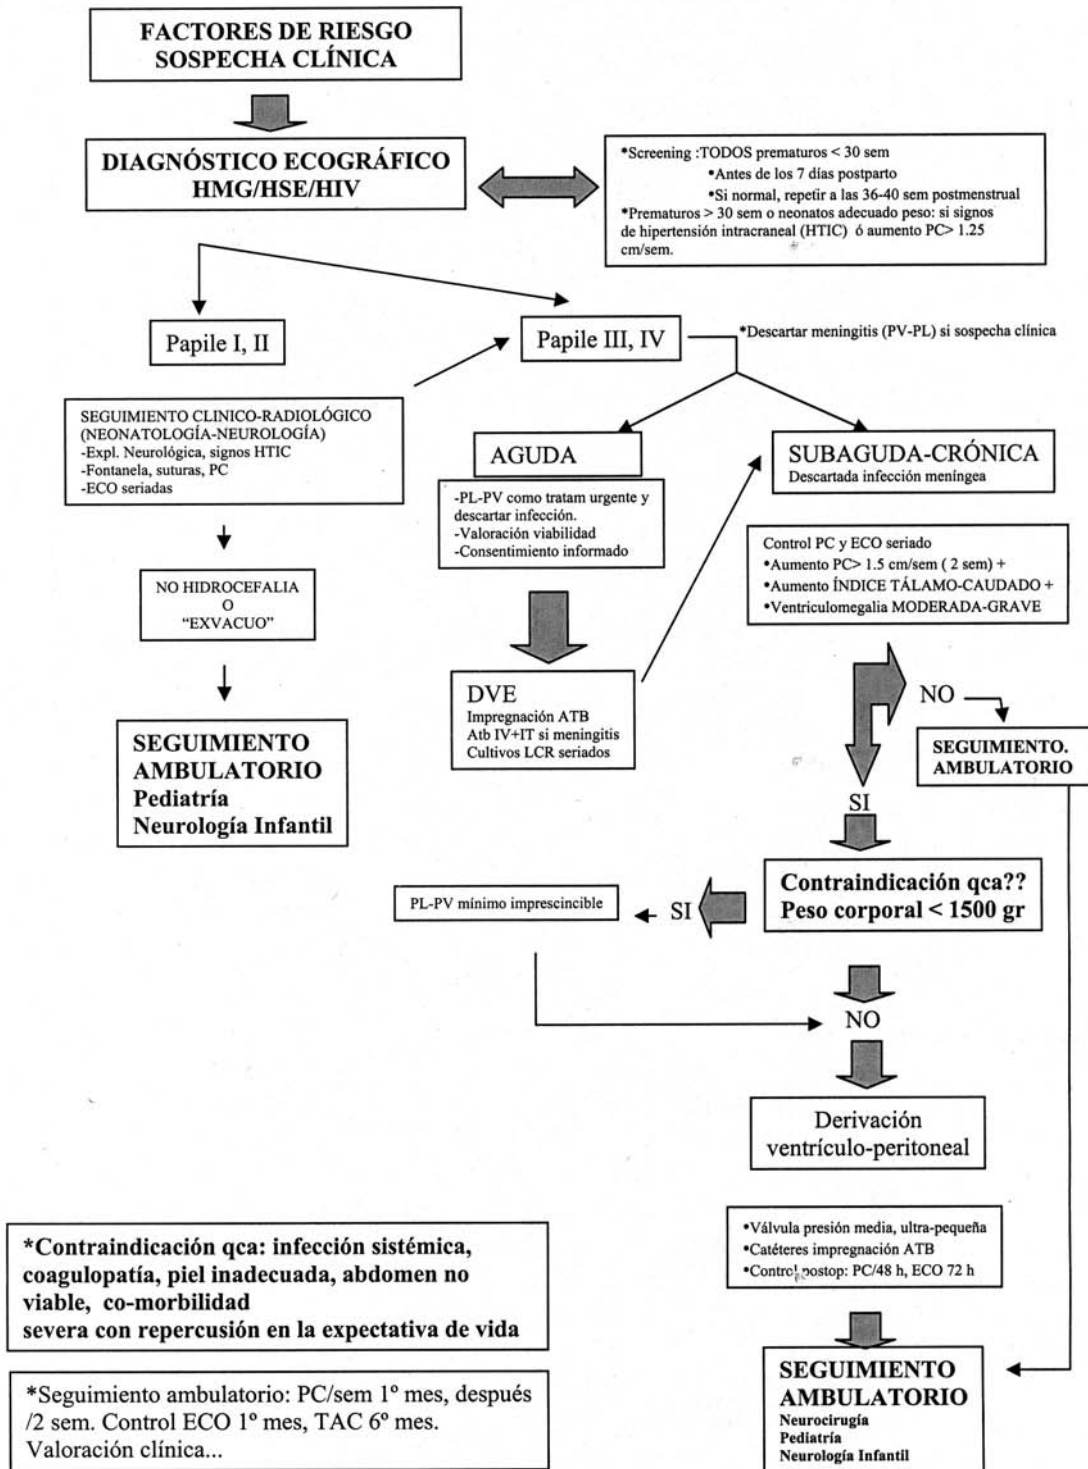 FACTORES DE RIESGO
SOSPECHA CLÍNICA
DIAGNÓSTICO ECOGRÁFICO
HMG/HSE/HIV
*Screening :TODOS prematuros < 30 sem
•Antes de los 7 días postparto
•Si normal, repetir a las 36-40 sem postmenstrual
*Prematuros > 30 sem o neonatos adecuado peso: si signos
de hipertensión intracraneal (HTIC) ó aumento PC> 1.25
cm/sem.
Papile I, II
Papile III, IV
*Descartar meningitis (PV-PL) si sospecha clínica
SEGUIMIENTO CLINICO-RADIOLÓGICO
(NEONATOLOGÍA-NEUROLOGÍA)
-Expl. Neurológica, signos HTIC
-Fontanela, suturas, PC
-ECO seriadas
AGUDA
-PL-PV como tratam urgente y
descartar infección.
-Valoración viabilidad
-Consentimiento informado
SUBAGUDA-CRÓNICA
Descartada infección meníngea
Control PC y ECO seriado
•Aumento PC> 1.5 cm/sem ( 2 sem) +
•Aumento ÍNDICE TÁLAMO-CAUDADO +
•Ventriculomegalia MODERADA-GRAVE
NO HIDROCEFALIA
O
“EXVACUO”
DVE
Impregnación ATB
Atb IV+IT si meningitis
Cultivos LCR seriados
NO
SEGUIMIENTO.
AMBULATORIO
SEGUIMIENTO
AMBULATORIO
Pediatría
Neurología Infantil
SI
Contraindicación qca??
Peso corporal < 1500 gr
SI
PL-PV mínimo imprescincible
NO
Derivación
ventrículo-peritoneal
•Válvula presión media, ultra-pequeña
•Catéteres impregnación ATB
•Control postop: PC/48 h, ECO 72 h
*Contraindicación qca: infección sistémica,
coagulopatía, piel inadecuada, abdomen no
viable, co-morbilidad
severa con repercusión en la expectativa de vida
SEGUIMIENTO
AMBULATORIO
Neurocirugía
Pediatría
Neurología Infantil
*Seguimiento ambulatorio: PC/sem 1º mes, después
/2 sem. Control ECO 1º mes, TAC 6º mes.
Valoración clínica...